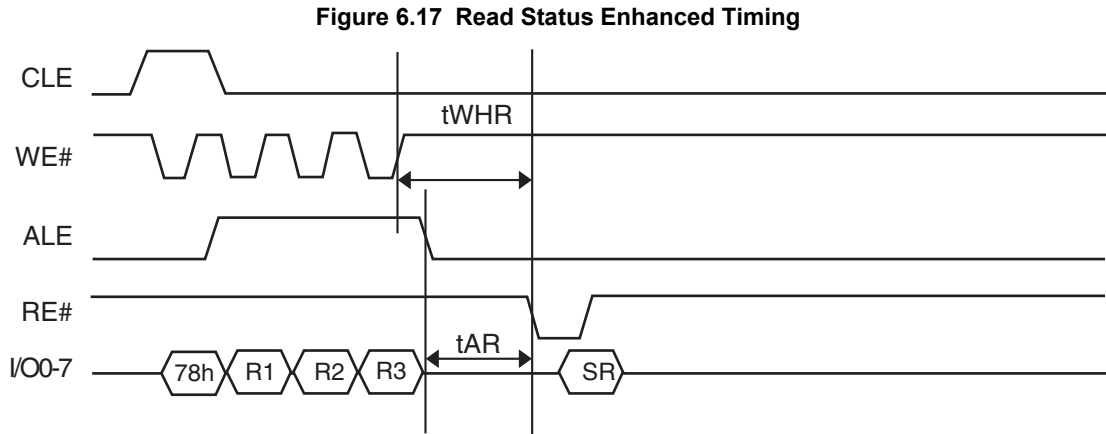 Figure 6.17 Read Status Enhanced Timing
CLE
tWHR
WE#
ALE
RE#
tAR
I/O0-7
78h R1 R2 R3 SR